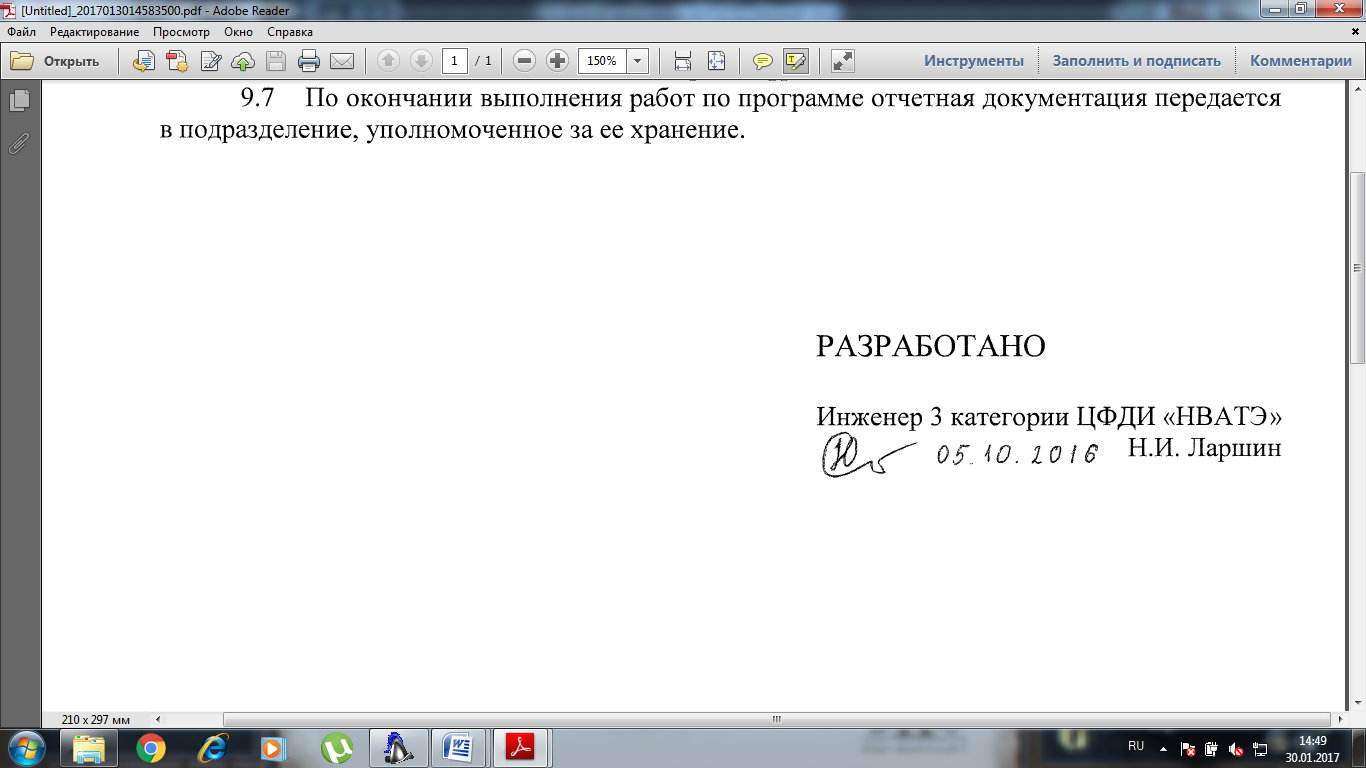 [Untitled]_2017013014583500.pdf - Adobe Reader
Файл Редактирование Просмотр Окно Справка
Открыть 1 / 1 150% Инструменты Заполнить и подписать Комментарии
9.7 По окончании выполнения работ по программе отчетная документация передается
в подразделение, уполномоченное за ее хранение.
РАЗРАБОТАНО
Инженер 3 категории ЦФДИ «НВАТЭ»
05.10.2016 Н.И. Ларшин
210 x 297 мм
RU 14:49
30.01.2017